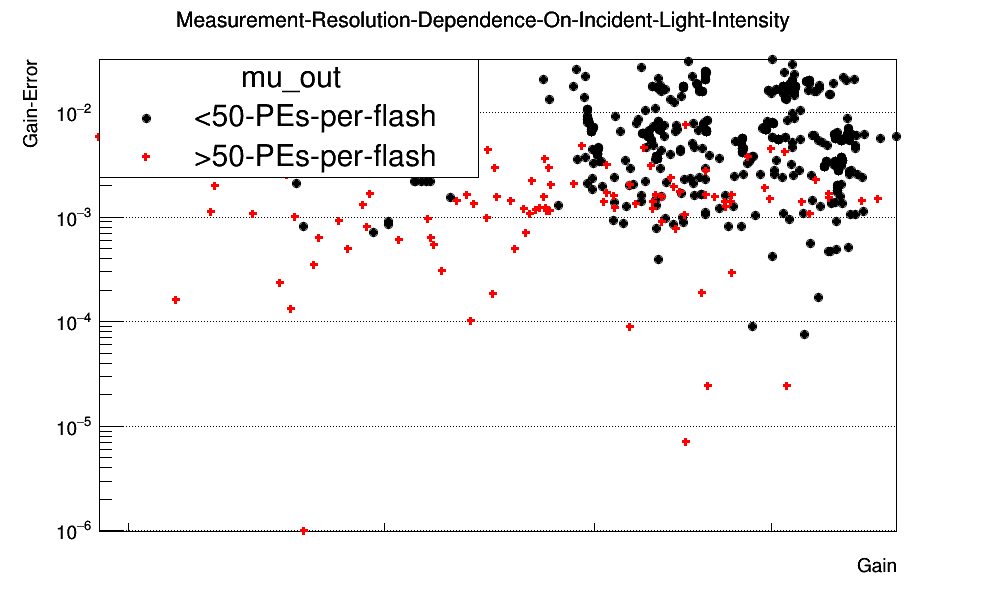 Measurement-Resolution-Dependence-On-Incident-Light-Intensity
Gain-Error
mu_out
<50-PEs-per-flash
>50-PEs-per-flash
10⁻²
10⁻³
10⁻⁴
10⁻⁵
10⁻⁶
Gain